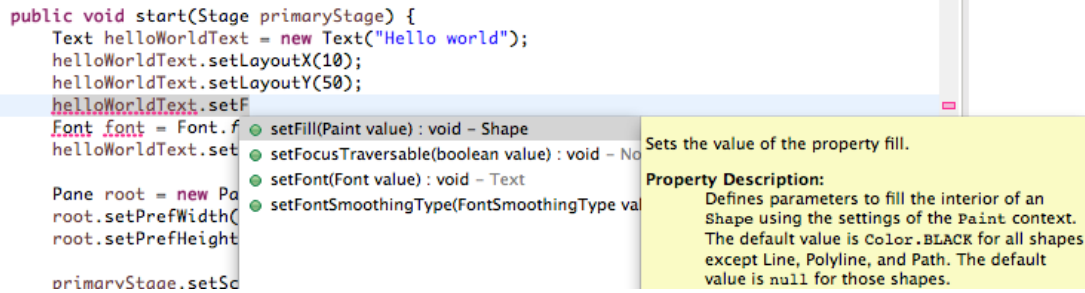 public void start(Stage primaryStage) {
Text helloWorldText = new Text("Hello world");
helloWorldText.setLayoutX(10);
helloWorldText.setLayoutY(50);
helloWorldText.setF
Font font = Font.f
helloWorldText.set
Pane root = new Pa
root.setPrefWidth(
root.setPrefHeight
primaryStage.setSc
setFill(Paint value) : void – Shape
setFocusTraversable(boolean value) : void – No
setFont(Font value) : void – Text
setFontSmoothingType(FontSmoothingType val
Sets the value of the property fill.
Property Description:
Defines parameters to fill the interior of an
Shape using the settings of the Paint context.
The default value is Color.BLACK for all shapes
except Line, Polyline, and Path. The default
value is null for those shapes.